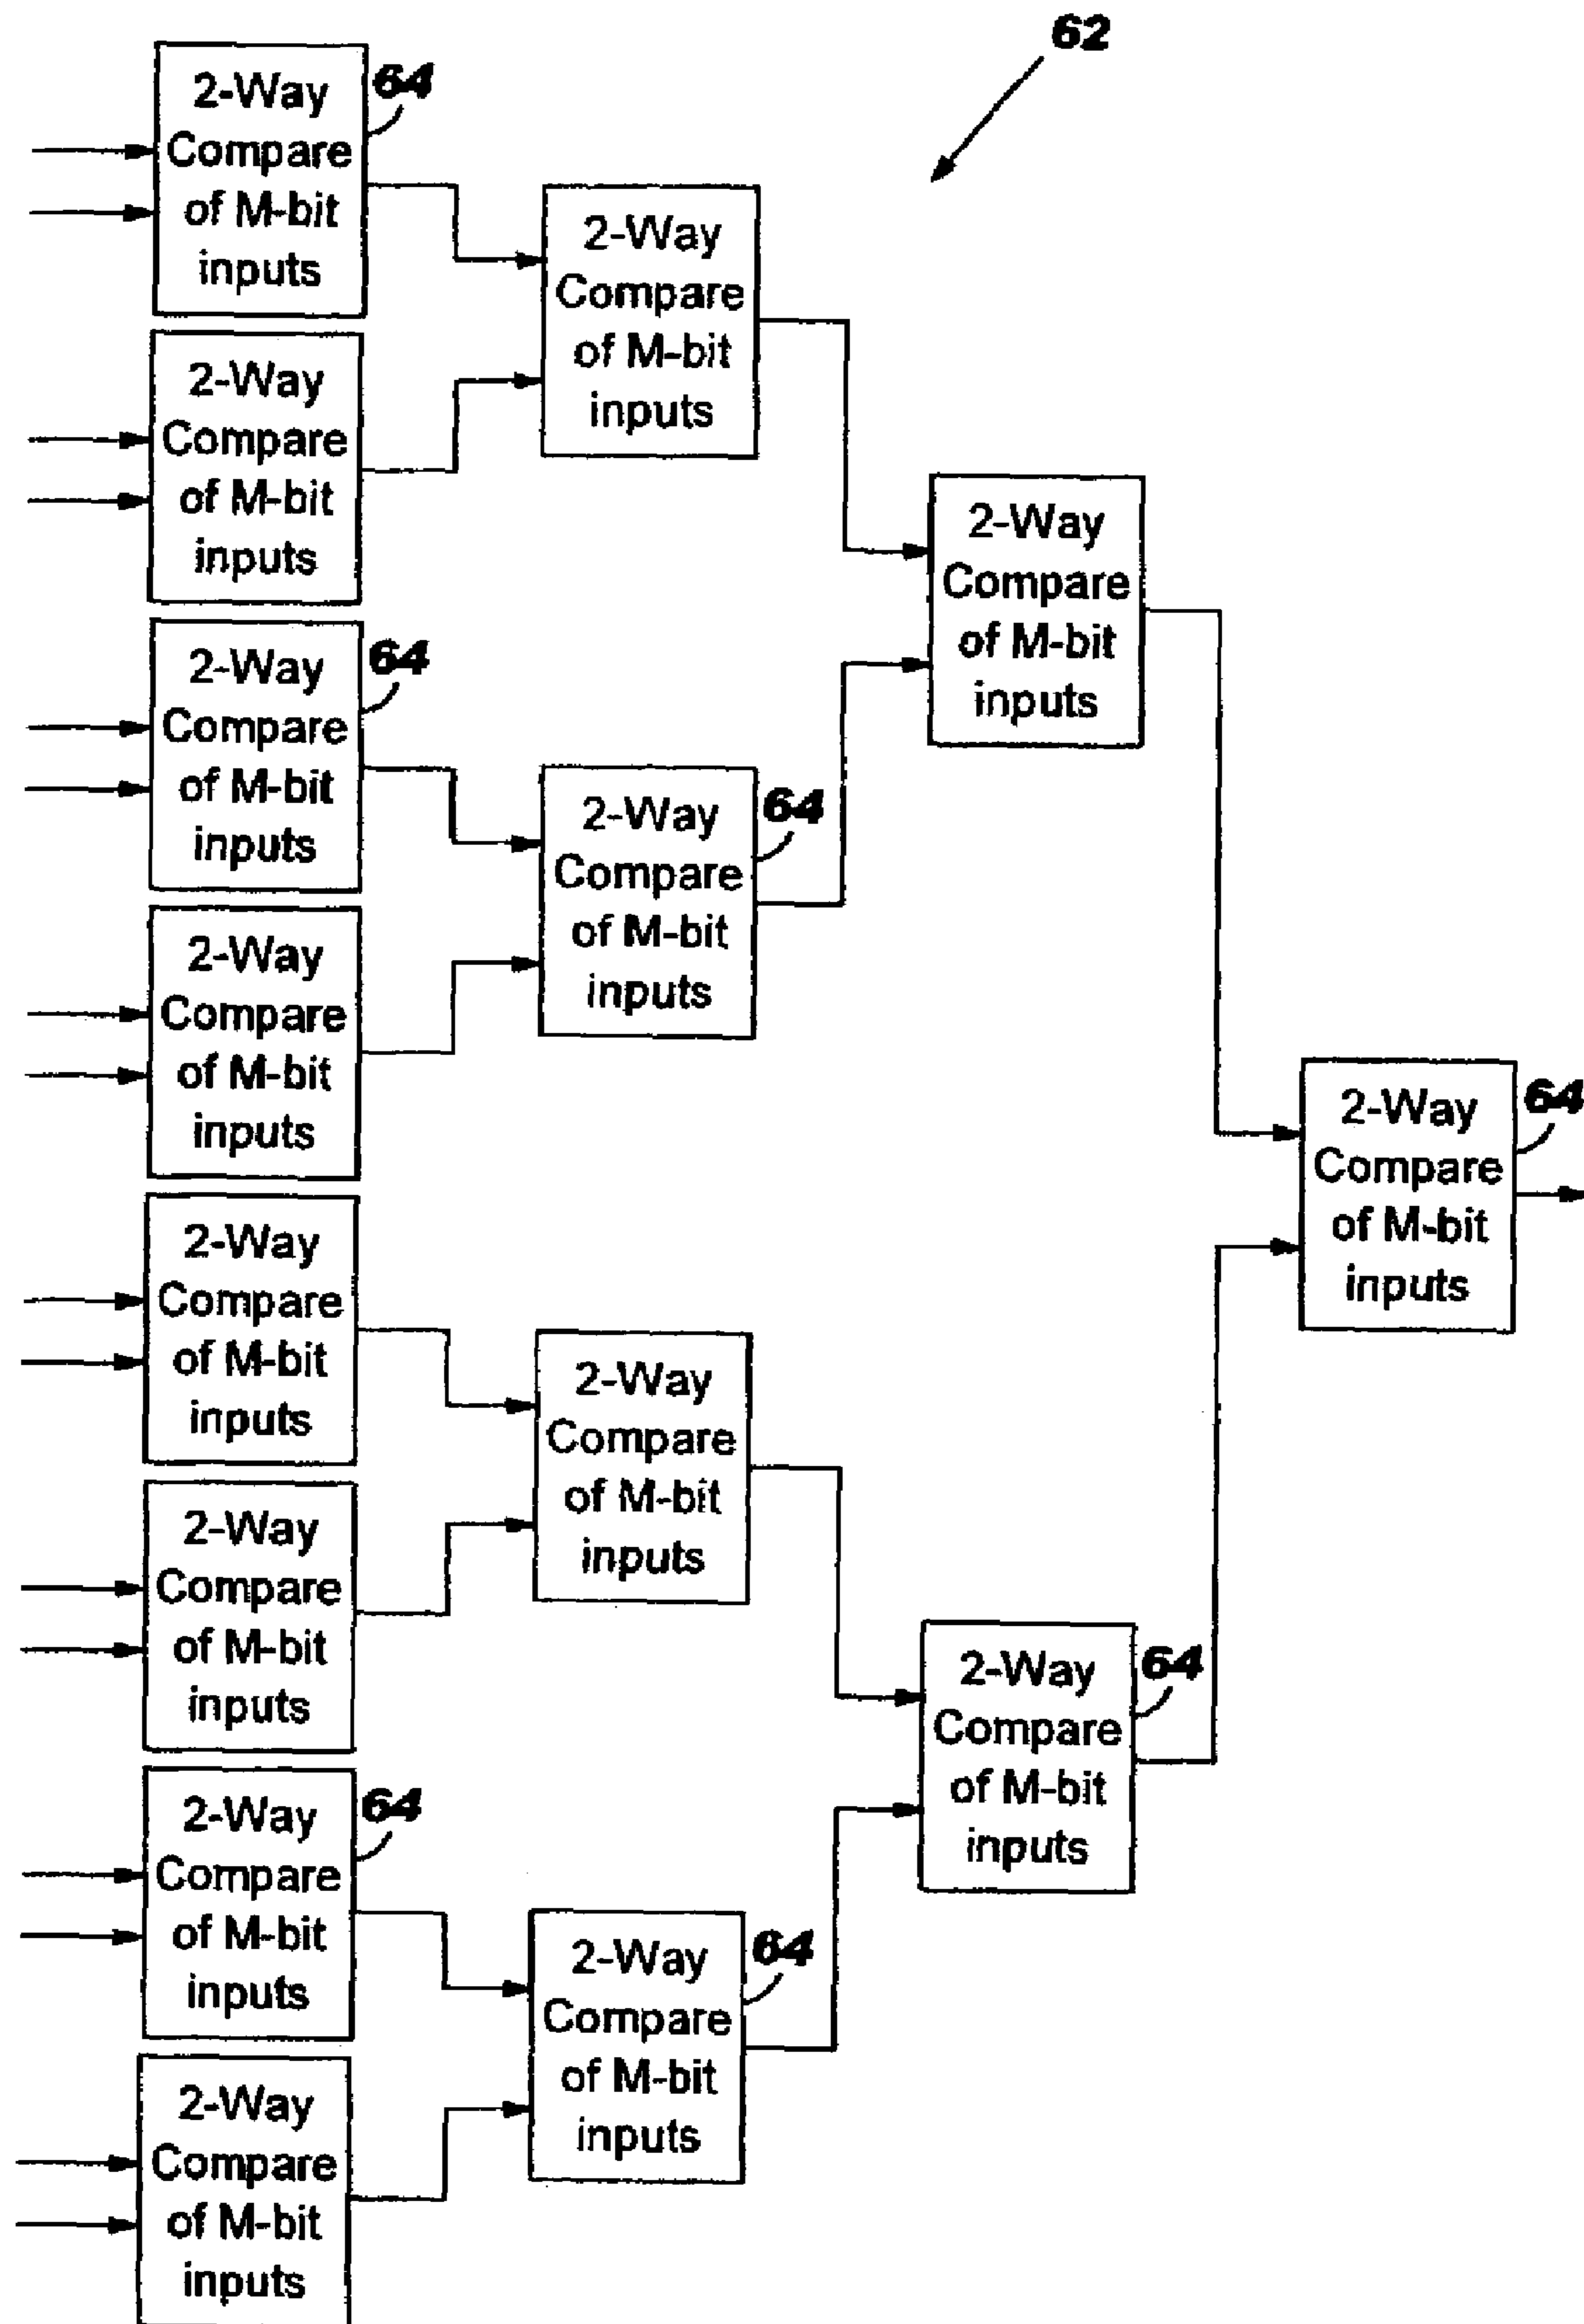 62
2-Way
Compare
of M-bit
inputs
64
2-Way
Compare
of M-bit
inputs
2-Way
Compare
of M-bit
inputs
64
2-Way
Compare
of M-bit
inputs
2-Way
Compare
of M-bit
inputs
2-Way
Compare
of M-bit
inputs
2-Way
Compare
of M-bit
inputs
64
2-Way
Compare
of M-bit
inputs
2-Way
Compare
of M-bit
inputs
2-Way
Compare
of M-bit
inputs
64
2-Way
Compare
of M-bit
inputs
2-Way
Compare
of M-bit
inputs
64
2-Way
Compare
of M-bit
inputs
2-Way
Compare
of M-bit
inputs
64
2-Way
Compare
of M-bit
inputs
64